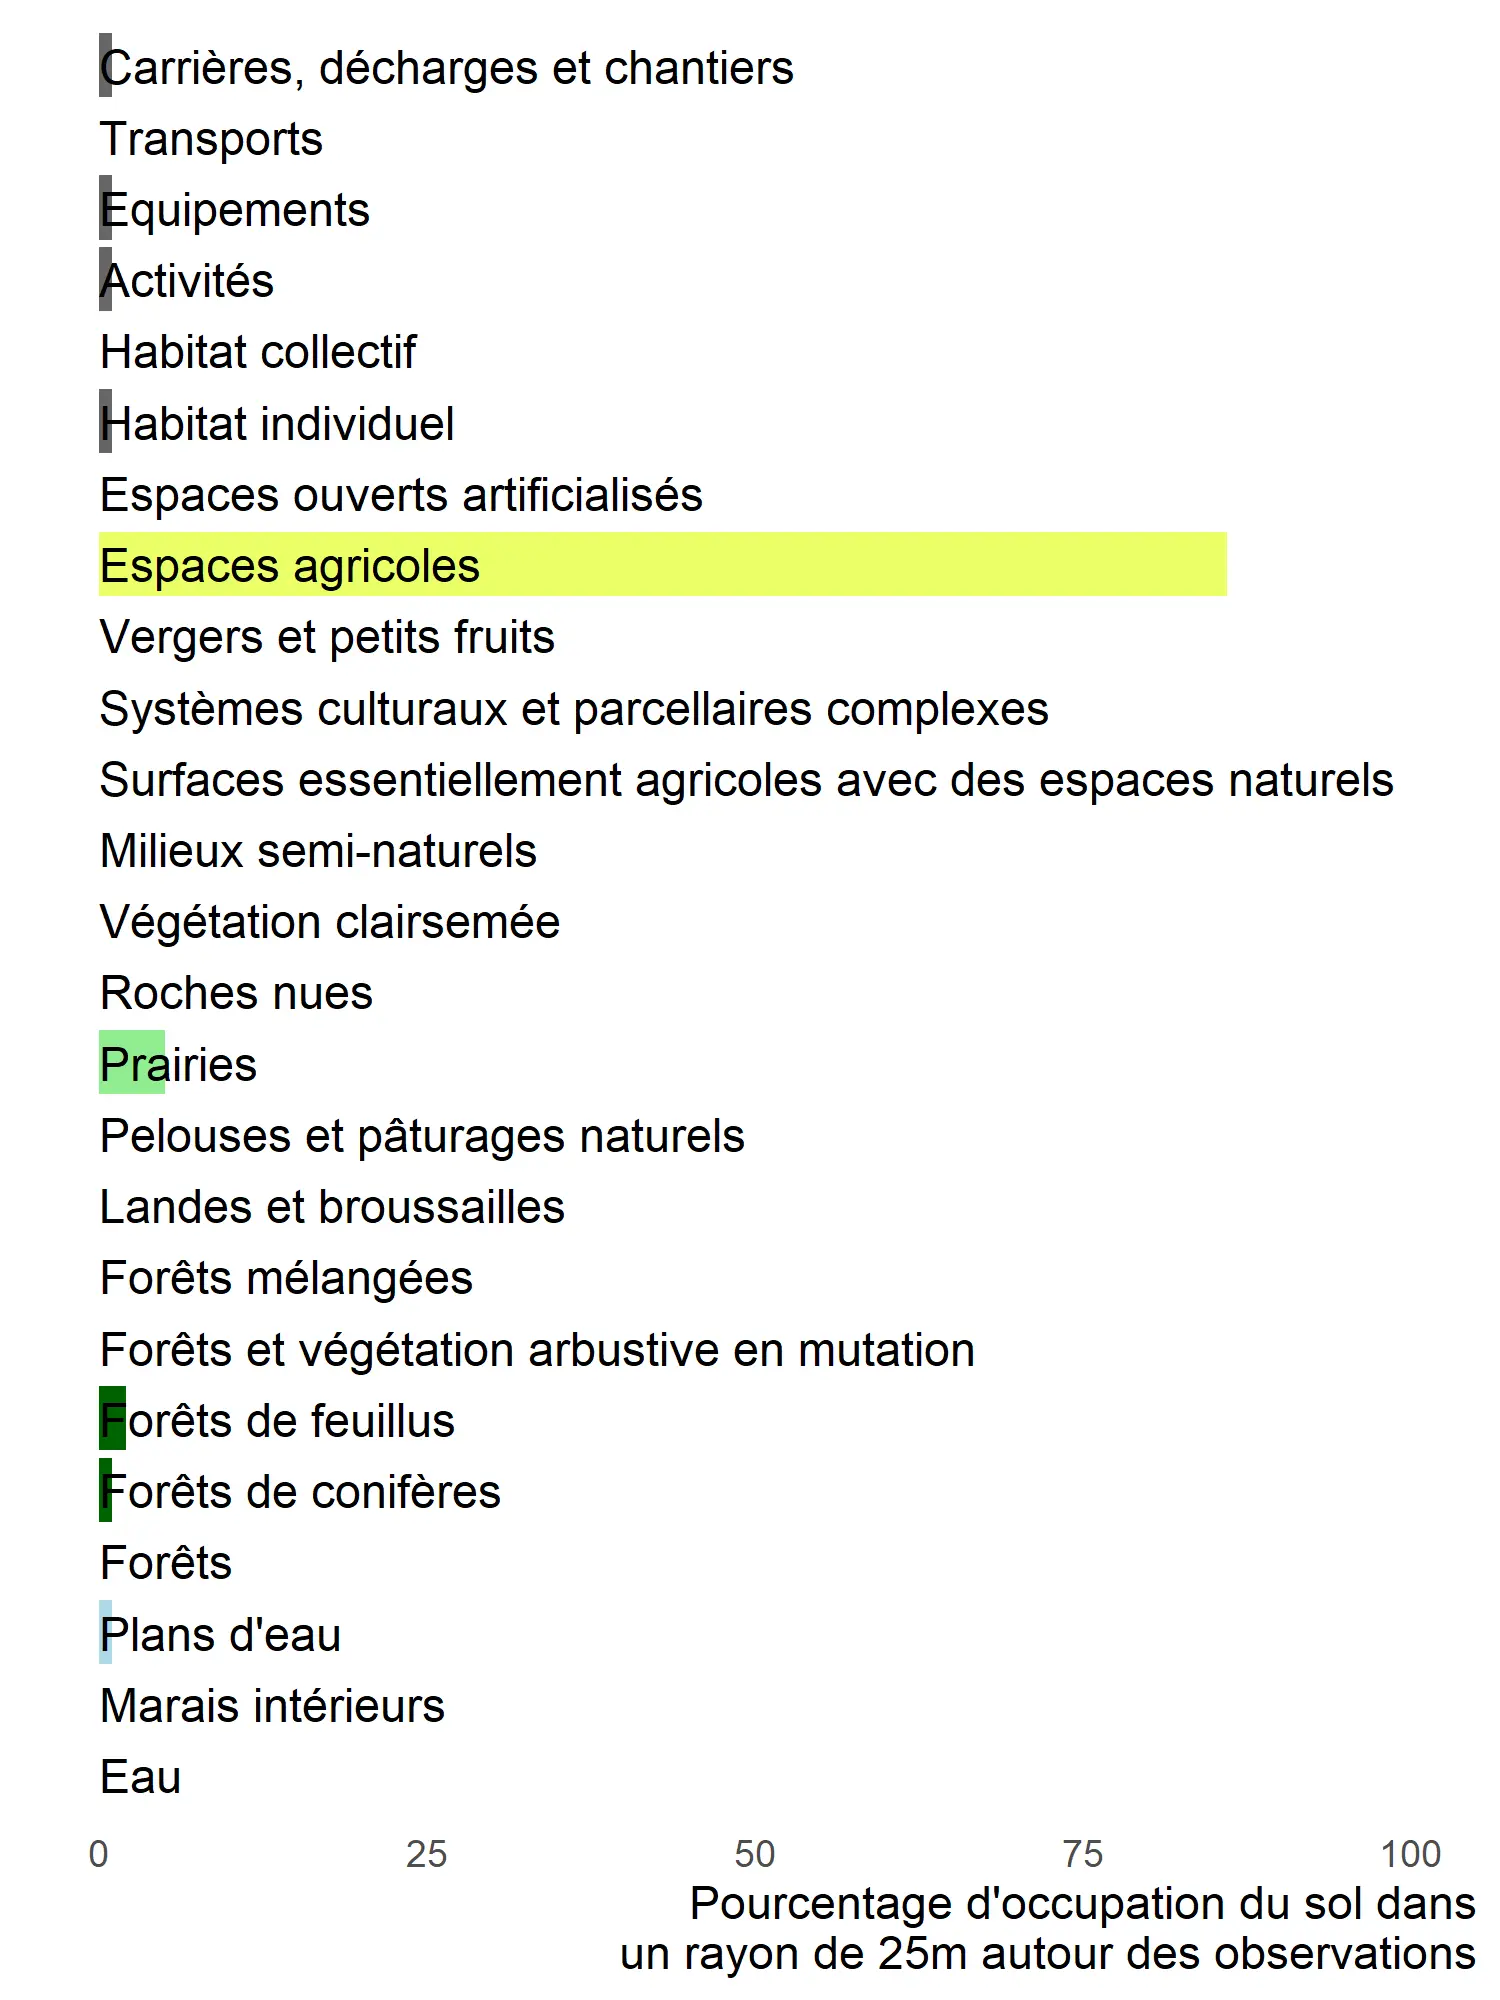 Carrières, décharges et chantiers
Transports
Equipements
Activités
Habitat collectif
Habitat individuel
Espaces ouverts artificialisés
Espaces agricoles
Vergers et petits fruits
Systèmes culturaux et parcellaires complexes
Surfaces essentiellement agricoles avec des espaces naturels
Milieux semi-naturels
Végétation clairsemée
Roches nues
Prairies
Pelouses et pâturages naturels
Landes et broussailles
Forêts mélangées
Forêts et végétation arbustive en mutation
Forêts de feuillus
Forêts de conifères
Forêts
Plans d'eau
Marais intérieurs
Eau
0 25 50 75 100
Pourcentage d'occupation du sol dans
un rayon de 25m autour des observations